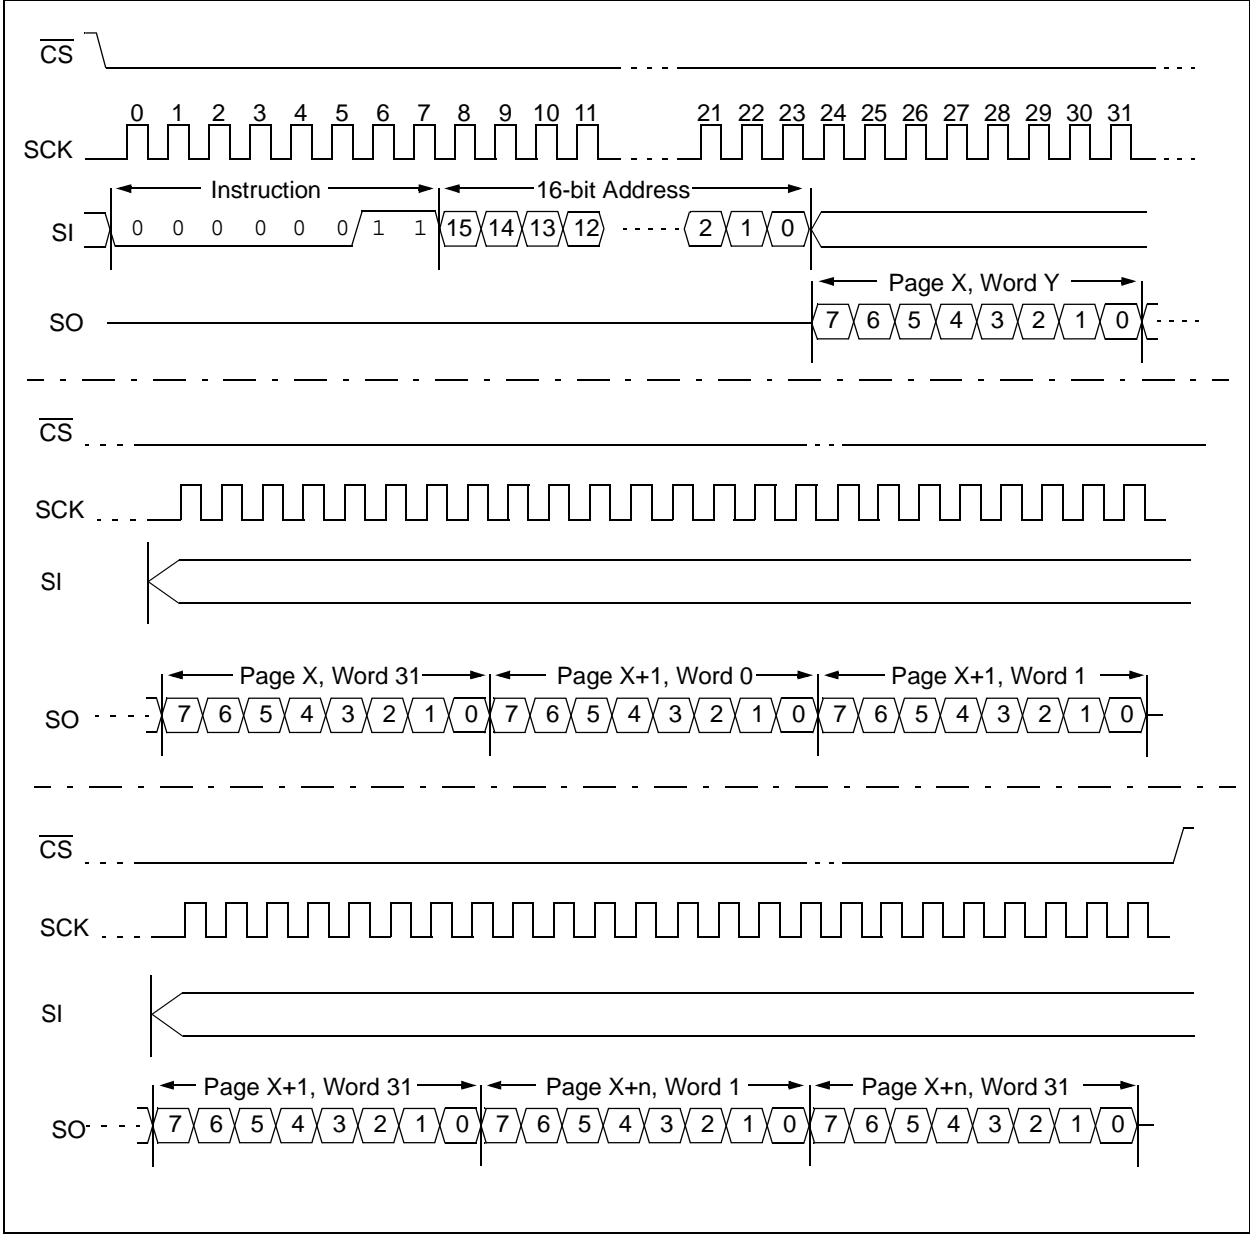 CS
0 1 2 3 4 5 6 7 8 9 10 11 21 22 23 24 25 26 27 28 29 30 31
SCK
Instruction 16-bit Address
SI 0 0 0 0 0 0 1 1 15 14 13 12 2 1 0
Page X, Word Y
SO 7 6 5 4 3 2 1 0
CS
SCK
SI
Page X, Word 31 Page X+1, Word 0 Page X+1, Word 1
SO 7 6 5 4 3 2 1 0 7 6 5 4 3 2 1 0 7 6 5 4 3 2 1 0
CS
SCK
SI
Page X+1, Word 31 Page X+n, Word 1 Page X+n, Word 31
SO 7 6 5 4 3 2 1 0 7 6 5 4 3 2 1 0 7 6 5 4 3 2 1 0